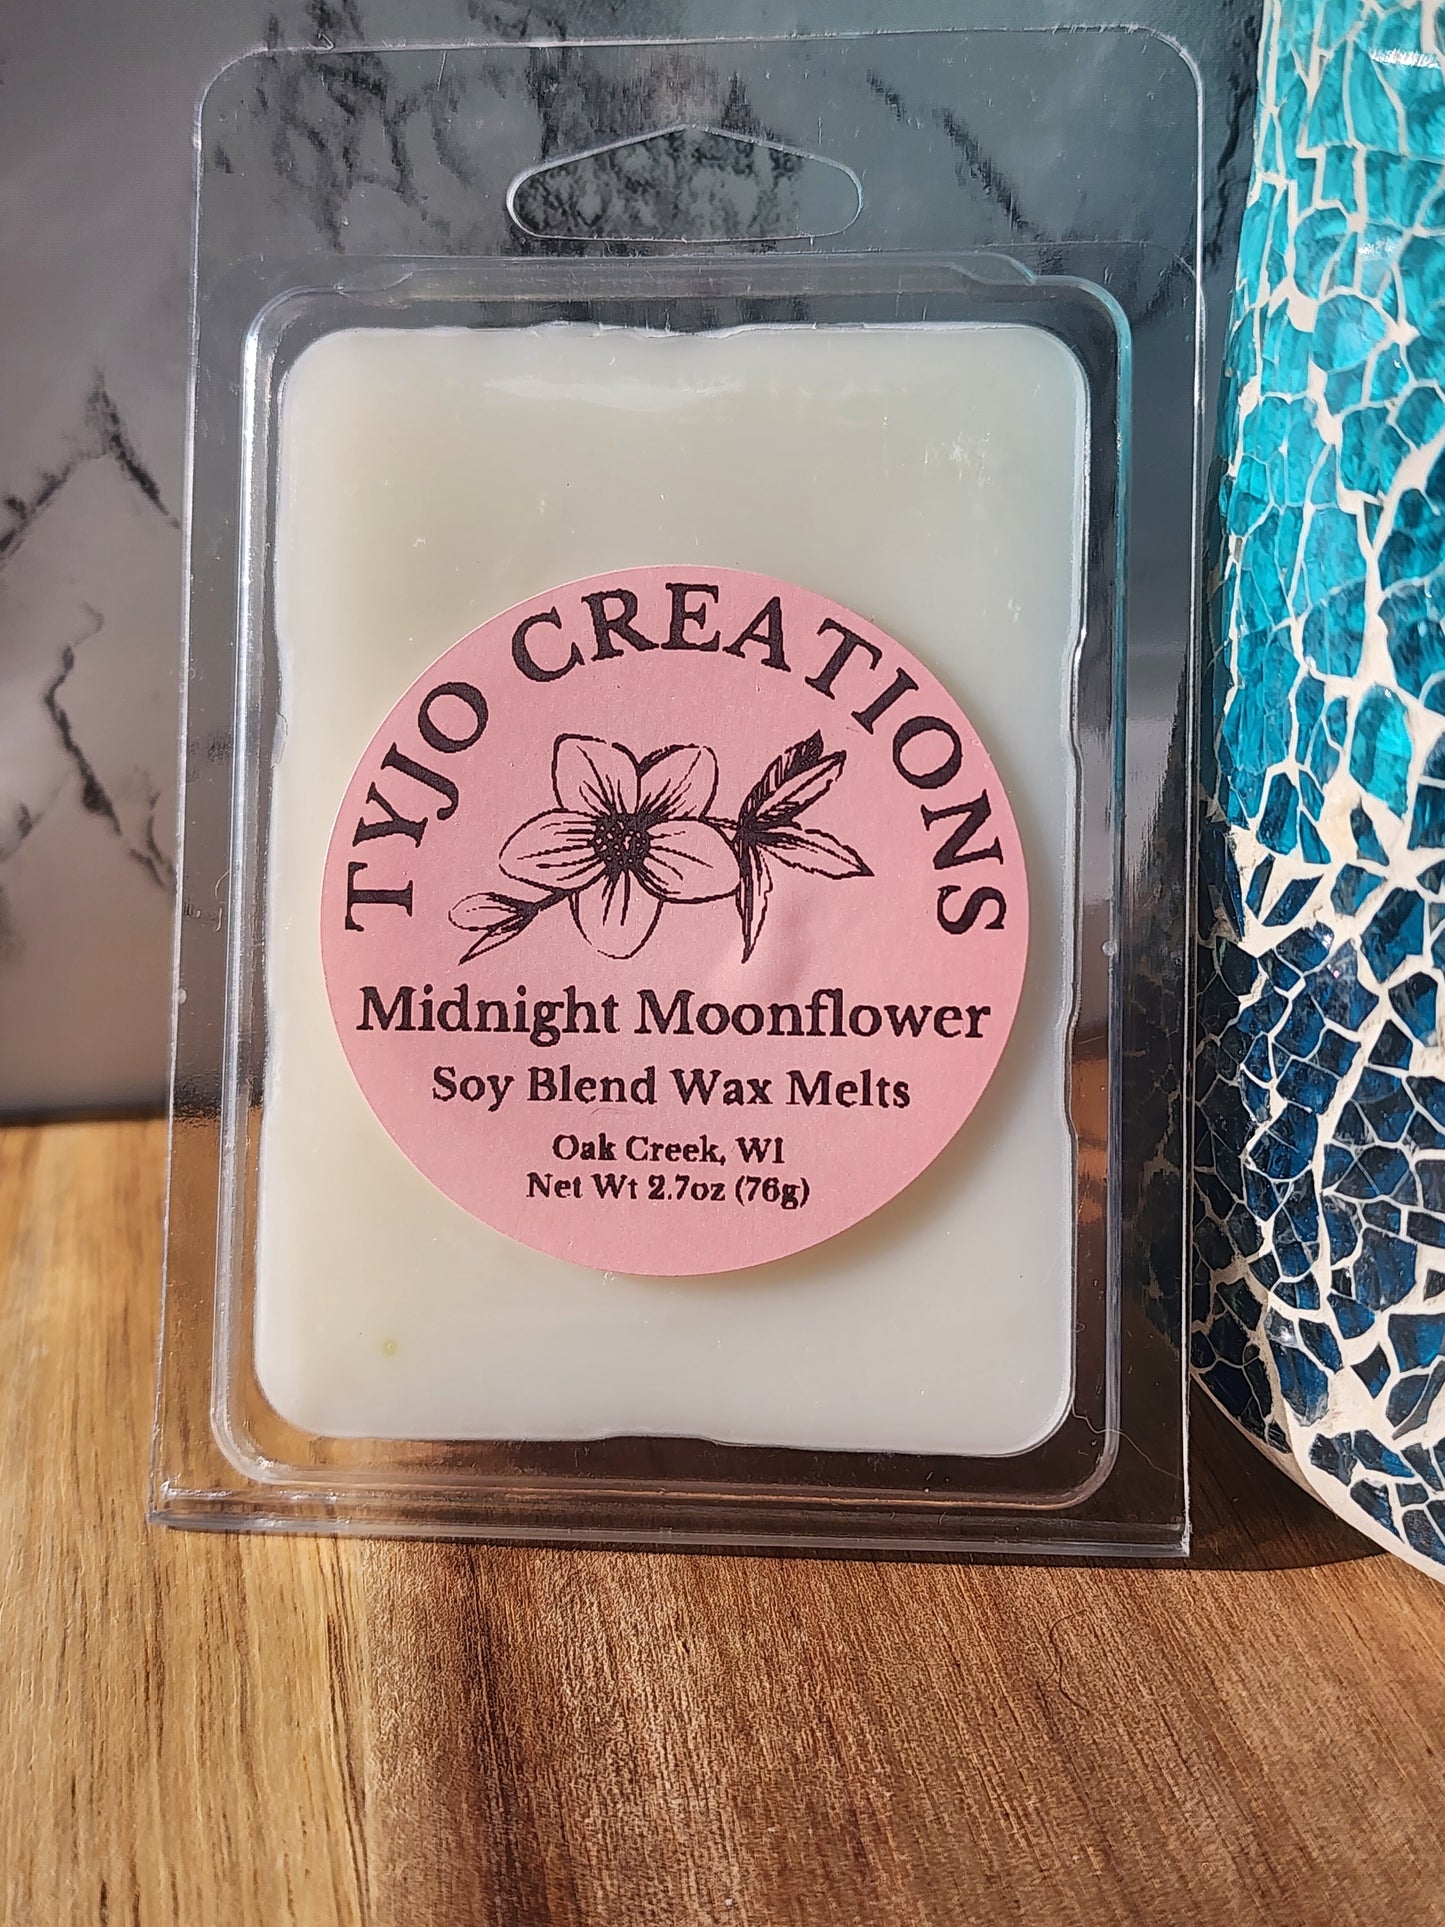 TYJO CREATIONS
Midnight Moonflower
Soy Blend Wax Melts
Oak Creek, WI
Net Wt 2.7oz (76g)